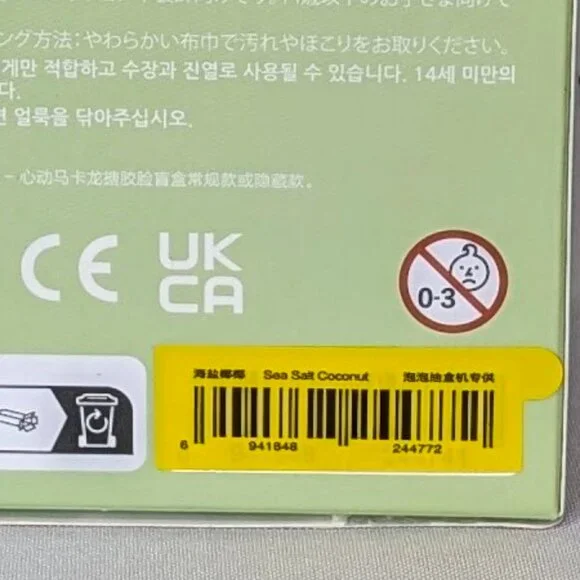 ング方法：やわらかい布巾で汚れやほこりをお取りください。
게만 적합하고 수장과 진열로 사용될 수 있습니다. 14세 미만의
다.
면 얼룩을 닦아주십시오.
- 心动马卡龙搪胶脸盲盒常规款或隐藏款。
CE
UK
CA
0-3
海盐椰椰 Sea Salt Coconut 泡泡抽盒机专供
6 941848 244772